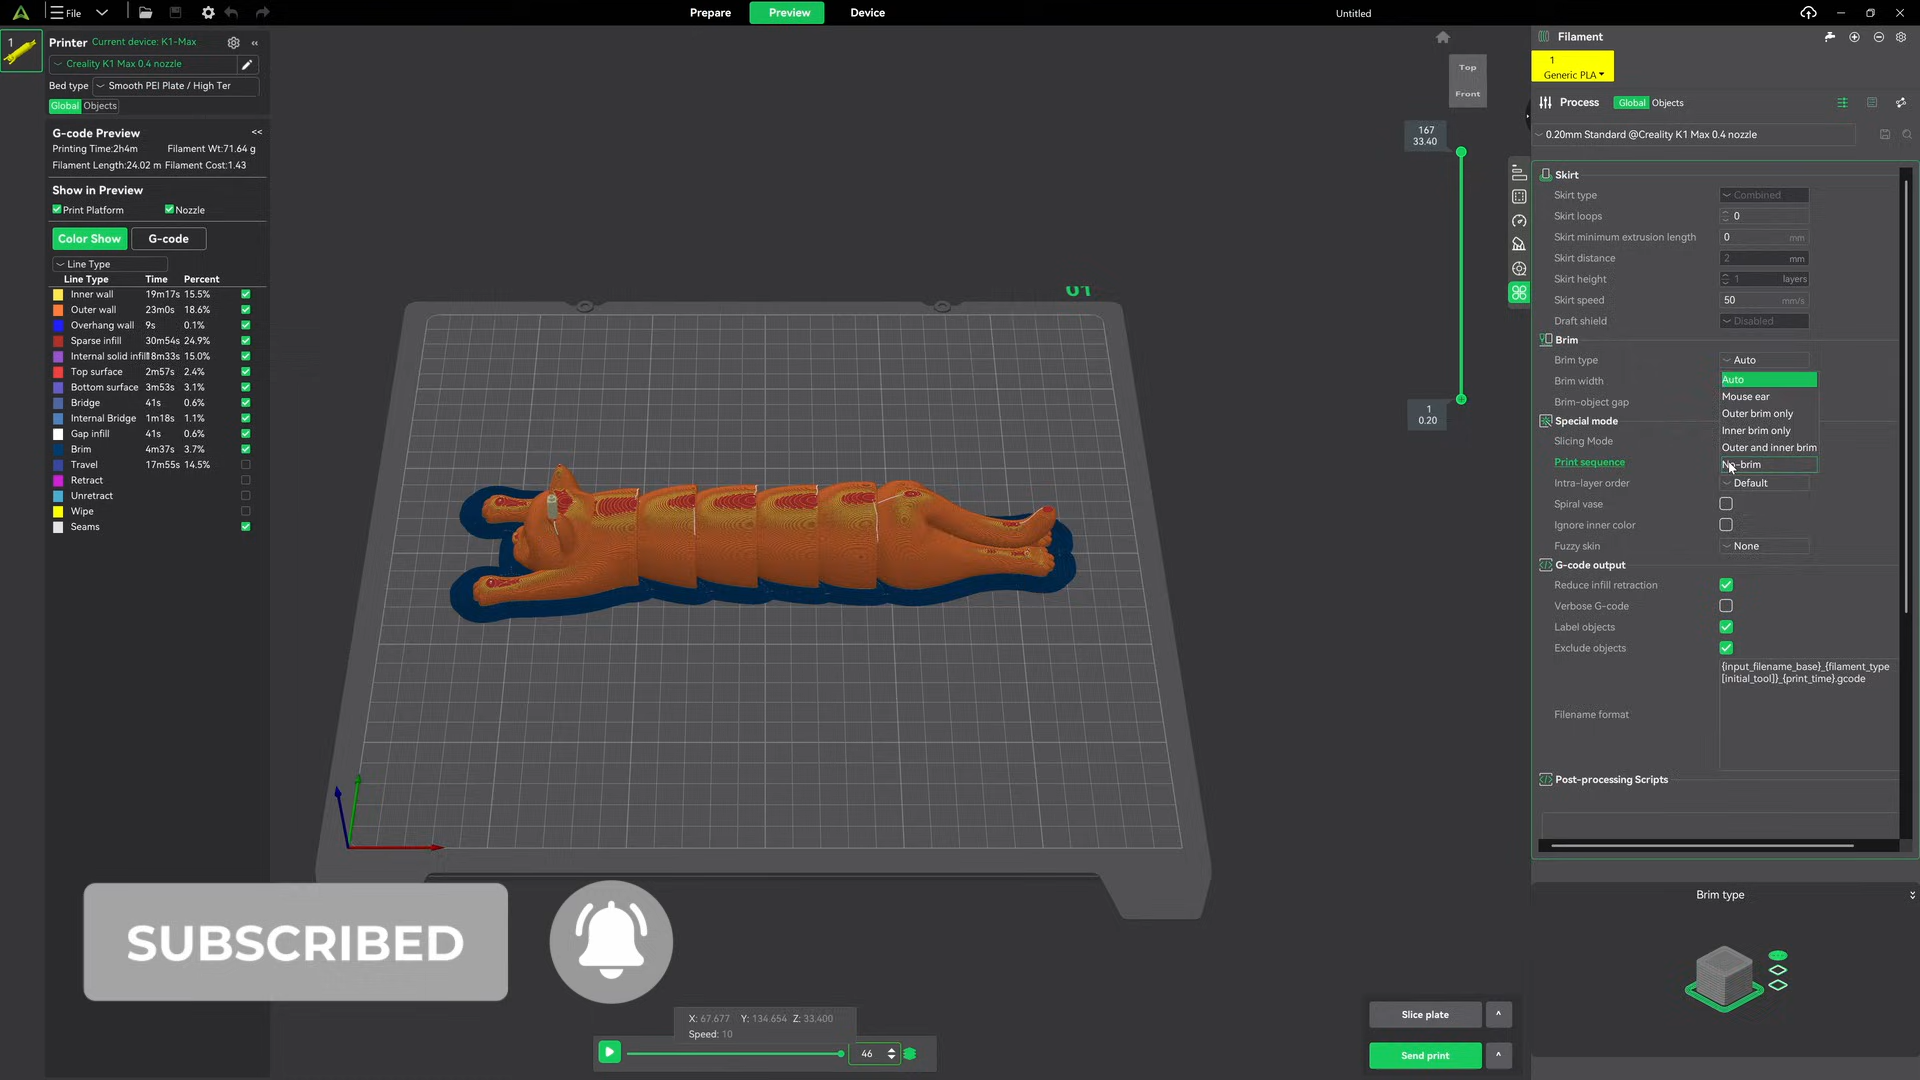 File
Prepare
Preview
Device
Untitled
1
Printer Current device: K1-Max
Creality K1 Max 0.4 nozzle
Bed type Smooth PEI Plate / High Ter
Global Objects
G-code Preview <<
Printing Time:2h4m Filament Wt:71.64 g
Filament Length:24.02 m Filament Cost:1.43
Show in Preview
Print Platform Nozzle
Color Show G-code
Line Type
Line Type Time Percent
Inner wall 19m17s 15.5%
Outer wall 23m0s 18.6%
Overhang wall 9s 0.1%
Sparse infill 30m54s 24.9%
Internal solid infill 18m33s 15.0%
Top surface 2m57s 2.4%
Bottom surface 3m53s 3.1%
Bridge 41s 0.6%
Internal Bridge 1m18s 1.1%
Gap infill 41s 0.6%
Brim 4m37s 3.7%
Travel 17m55s 14.5%
Retract
Unretract
Wipe
Seams
01
Top
Front
167
33.40
1
0.20
Filament
1
Generic PLA
Process Global Objects
0.20mm Standard @Creality K1 Max 0.4 nozzle
Skirt
Skirt type Combined
Skirt loops 0
Skirt minimum extrusion length 0 mm
Skirt distance 2 mm
Skirt height 1 layers
Skirt speed 50 mm/s
Draft shield Disabled
Brim
Brim type Auto
Brim width Auto
Mouse ear
Brim-object gap
Outer brim only
Special mode Inner brim only
Slicing Mode Outer and inner brim
Print sequence No-brim
Intra-layer order Default
Spiral vase
Ignore inner color
Fuzzy skin None
G-code output
Reduce infill retraction
Verbose G-code
Label objects
Exclude objects
{input_filename_base}_{filament_type
[initial_tool]}_{print_time}.gcode
Filename format
Post-processing Scripts
Brim type
SUBSCRIBED
X: 67.677 Y: 134.654 Z: 33.400
Speed: 10
46
Slice plate
Send print